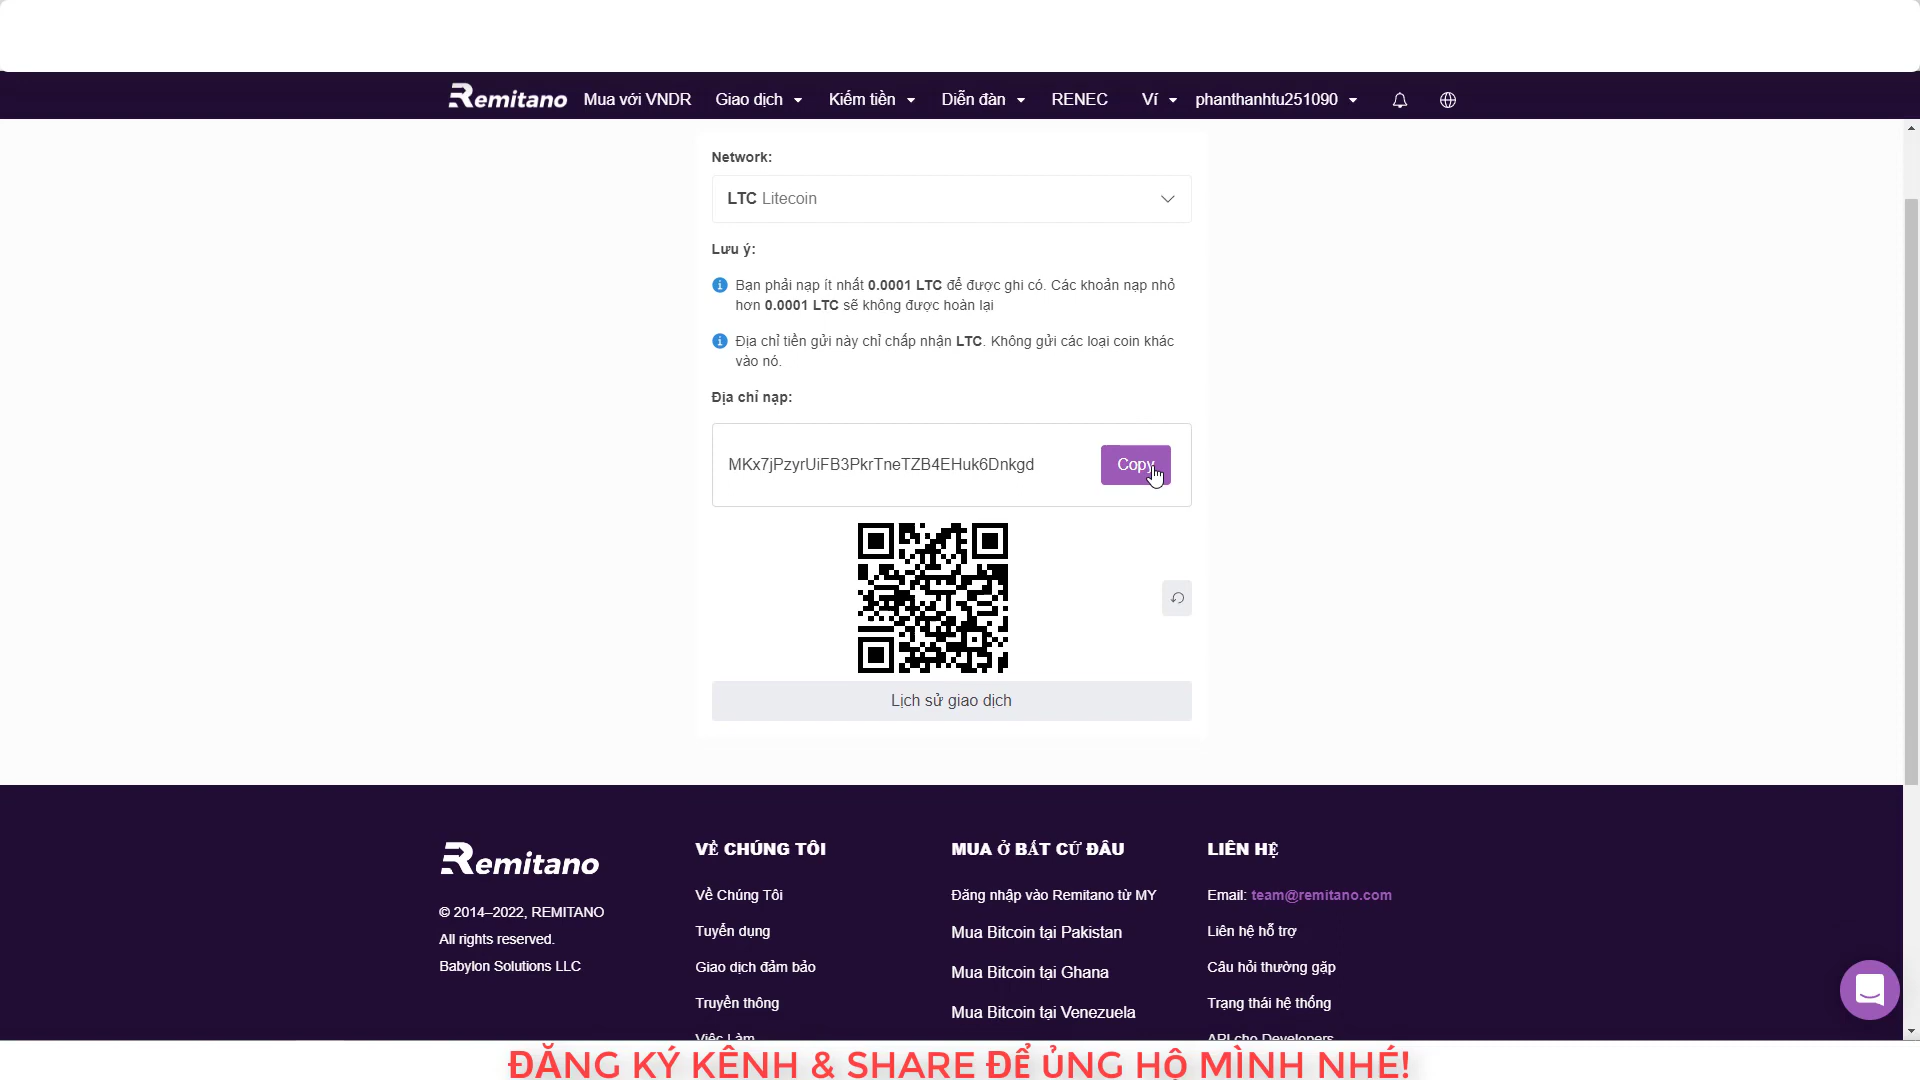 Remitano Mua với VNDR Giao dịch Kiếm tiền Diễn đàn RENEC Ví phanthanhtu251090
Network:
LTC Litecoin
Lưu ý:
Bạn phải nạp ít nhất 0.0001 LTC để được ghi có. Các khoản nạp nhỏ
hơn 0.0001 LTC sẽ không được hoàn lại
Địa chỉ tiền gửi này chỉ chấp nhận LTC. Không gửi các loại coin khác
vào nó.
Địa chỉ nạp:
MKx7jPzyrUiFB3PkrTneTZB4EHuk6Dnkgd Copy
Lịch sử giao dịch
Remitano
© 2014–2022, REMITANO
All rights reserved.
Babylon Solutions LLC
VỀ CHÚNG TÔI
Về Chúng Tôi
Tuyển dụng
Giao dịch đảm bảo
Truyền thông
Việc Làm
MUA Ở BẤT CỨ ĐÂU
Đăng nhập vào Remitano từ MY
Mua Bitcoin tại Pakistan
Mua Bitcoin tại Ghana
Mua Bitcoin tại Venezuela
LIÊN HỆ
Email: team@remitano.com
Liên hệ hỗ trợ
Câu hỏi thường gặp
Trạng thái hệ thống
API cho Developers
ĐĂNG KÝ KÊNH & SHARE ĐỂ ỦNG HỘ MÌNH NHÉ!